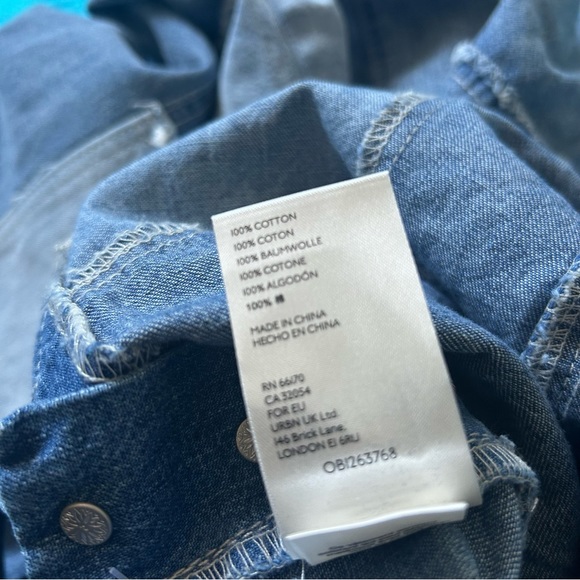 100% COTTON
100% COTON
100% BAUMWOLLE
100% COTONE
100% ALGODÓN
100% 棉
MADE IN CHINA
HECHO EN CHINA
RN 66170
CA 32054
FOR EU
URBN UK Ltd.
146 Brick Lane,
LONDON E1 6RU
OB1263768